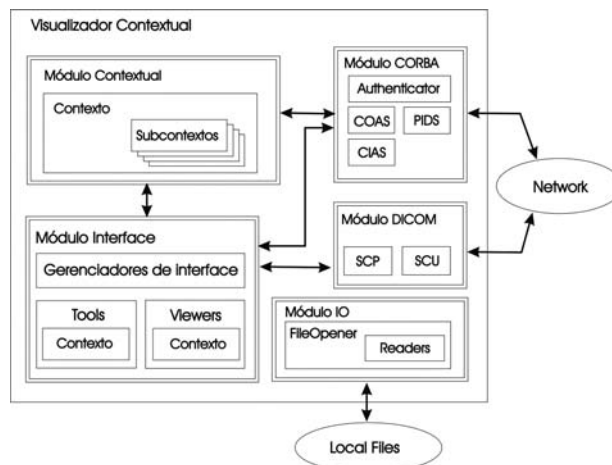 Visualizador Contextual
Módulo Contextual
Contexto
Subcontextos
Módulo CORBA
Authenticator
COAS
PIDS
CIAS
Network
Módulo Interface
Gerenciadores de interface
Tools
Contexto
Viewers
Contexto
Módulo DICOM
SCP
SCU
Módulo IO
FileOpener
Readers
Local Files